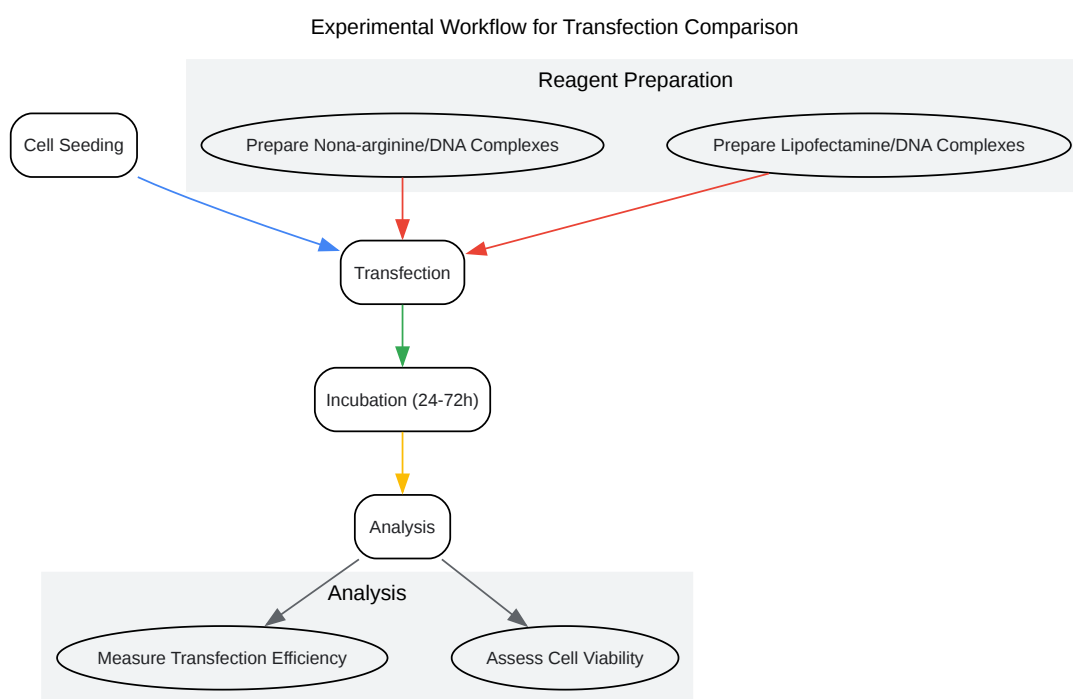 Experimental Workflow for Transfection Comparison
Reagent Preparation
Cell Seeding
Prepare Nona-arginine/DNA Complexes
Prepare Lipofectamine/DNA Complexes
Transfection
Incubation (24-72h)
Analysis
Analysis
Measure Transfection Efficiency
Assess Cell Viability